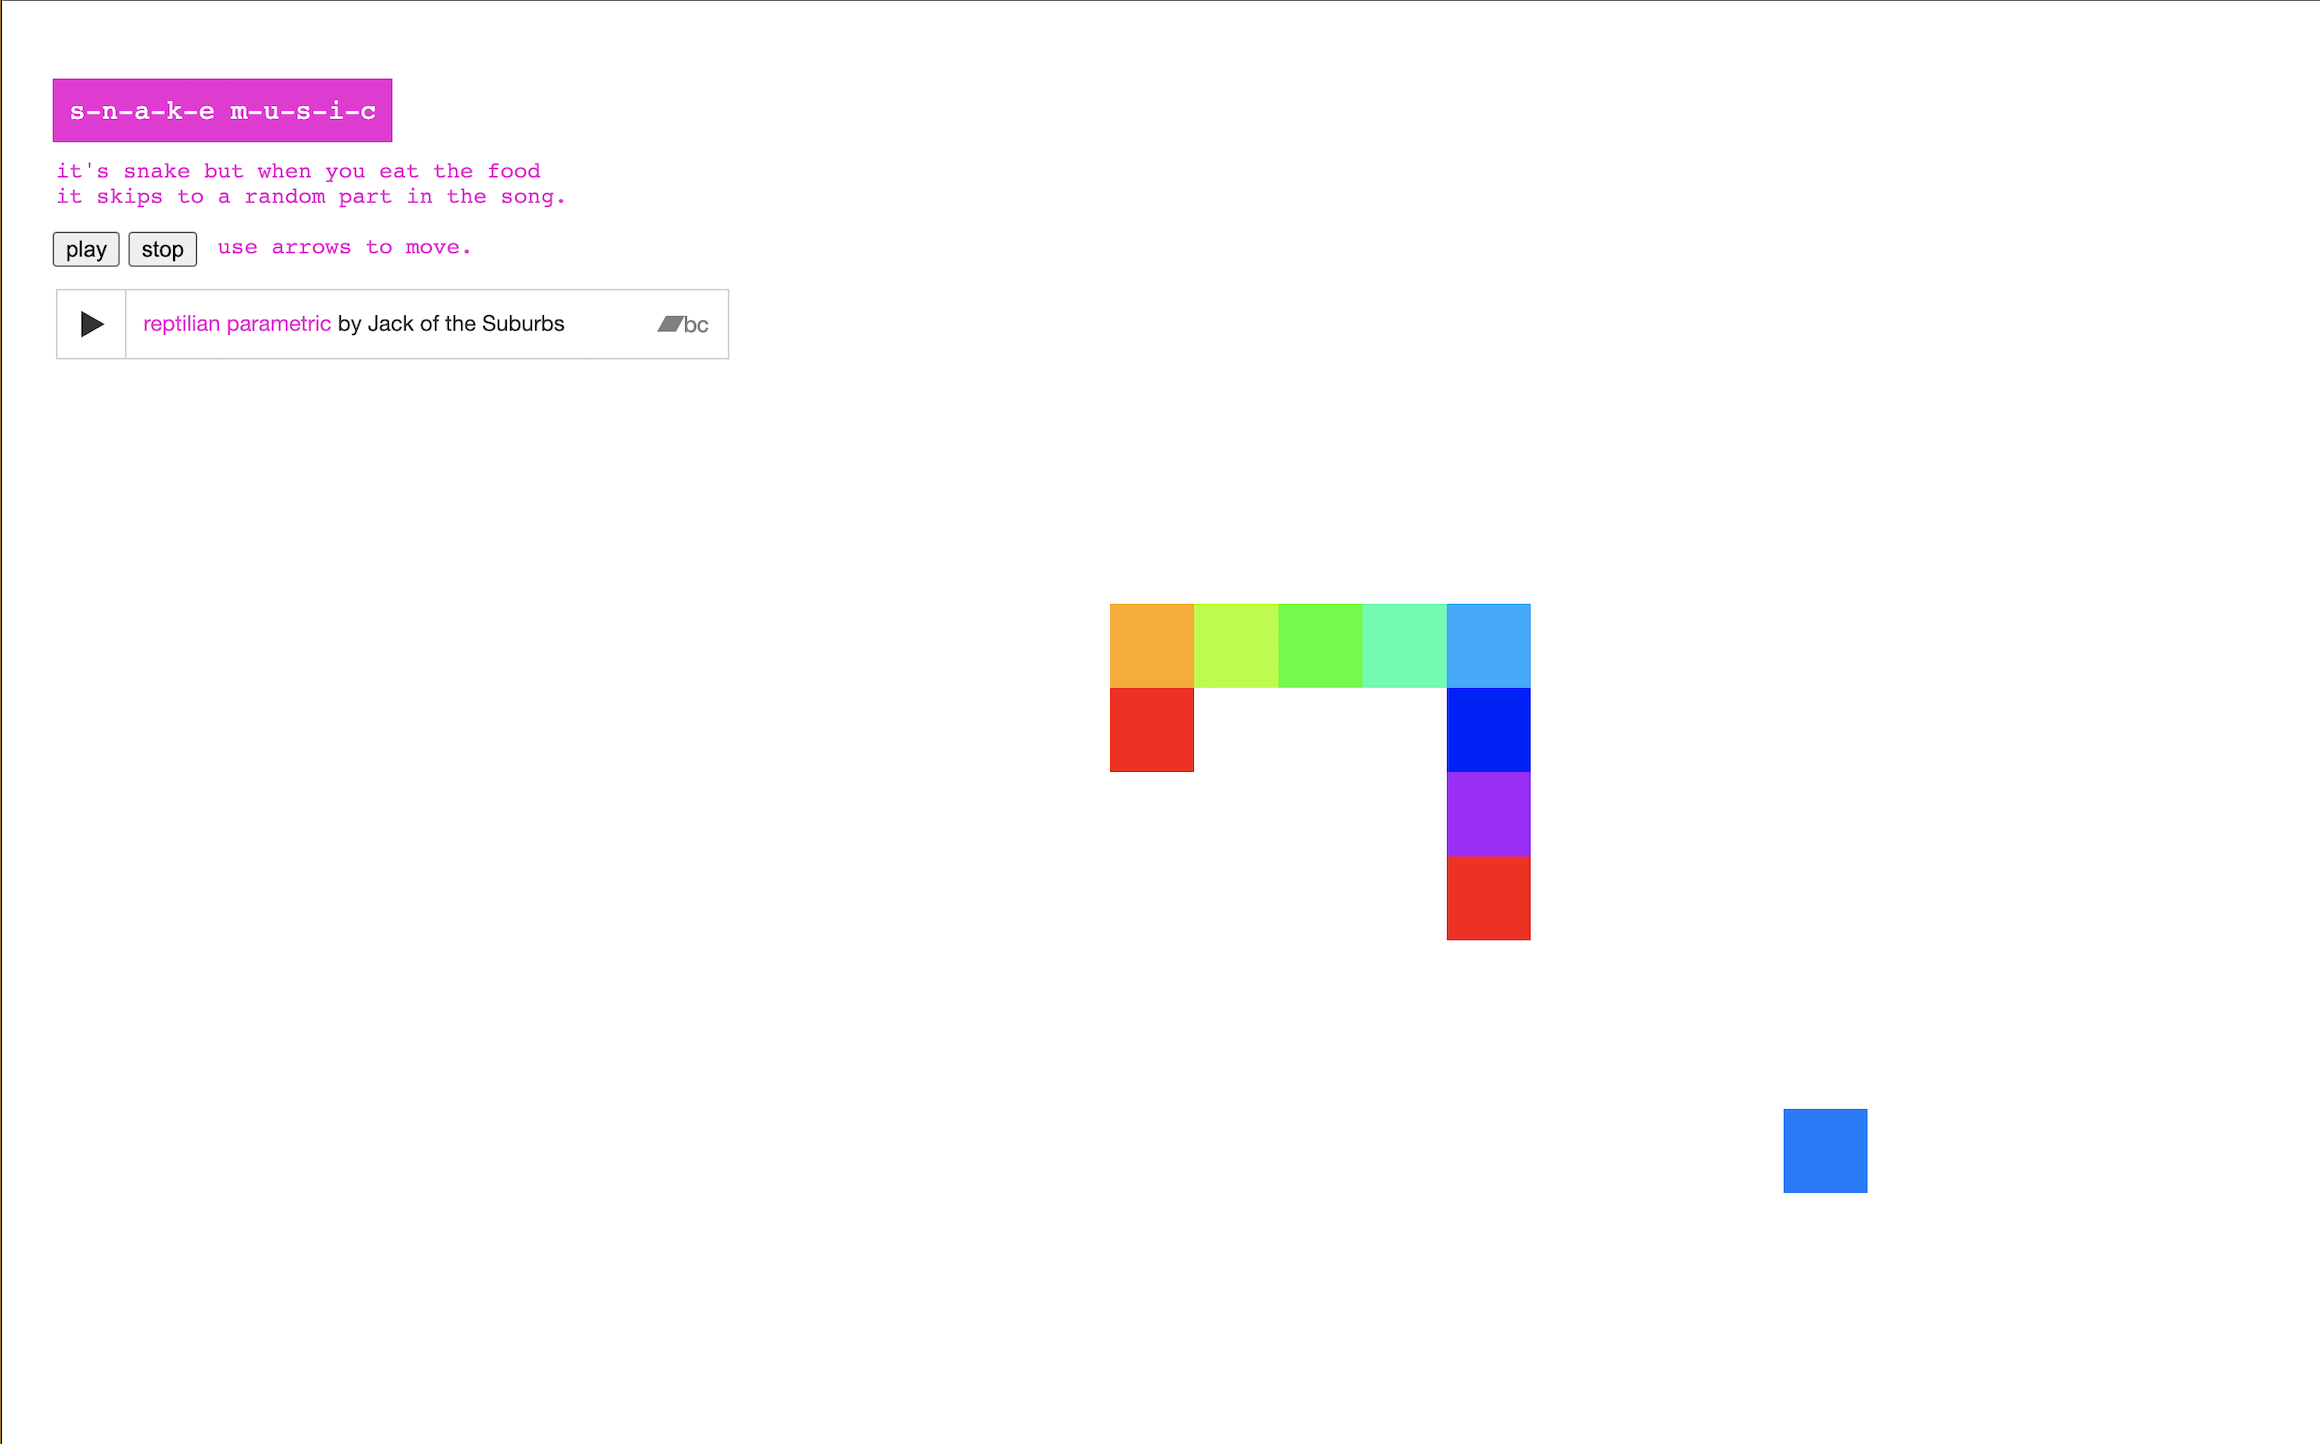 s-n-a-k-e m-u-s-i-c
it's snake but when you eat the food
it skips to a random part in the song.
play stop use arrows to move.
reptilian parametric by Jack of the Suburbs bc